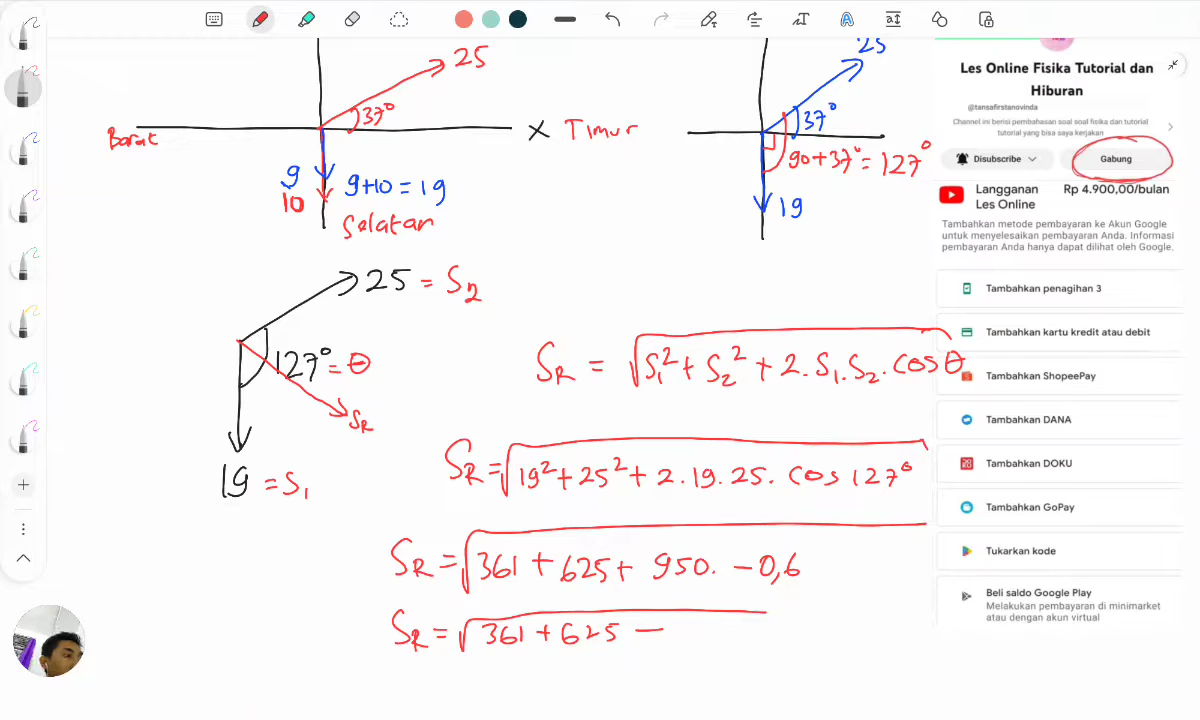 25
37°
Barat
X Timur
9
10
9+10 = 19
Selatan
25
37°
90+37° = 127°
19
25 = S2
127° = θ
SR
19 = S1
SR = √S1² + S2² + 2.S1.S2.cos θ
SR = √19² + 25² + 2.19.25. cos 127°
SR = √361 + 625 + 950. -0,6
SR = √361 + 625 -
Les Online Fisika Tutorial dan
Hiburan
@tansafirstanovinda
Channel ini berisi pembahasan soal soal fisika dan tutorial
tutorial yang bisa saya kerjakan
Disubscribe
Gabung
Langganan
Les Online
Rp 4.900,00/bulan
Tambahkan metode pembayaran ke Akun Google
untuk menyelesaikan pembayaran Anda. Informasi
pembayaran Anda hanya dapat dilihat oleh Google.
Tambahkan penagihan 3
Tambahkan kartu kredit atau debit
Tambahkan ShopeePay
Tambahkan DANA
Tambahkan DOKU
Tambahkan GoPay
Tukarkan kode
Beli saldo Google Play
Melakukan pembayaran di minimarket
atau dengan akun virtual